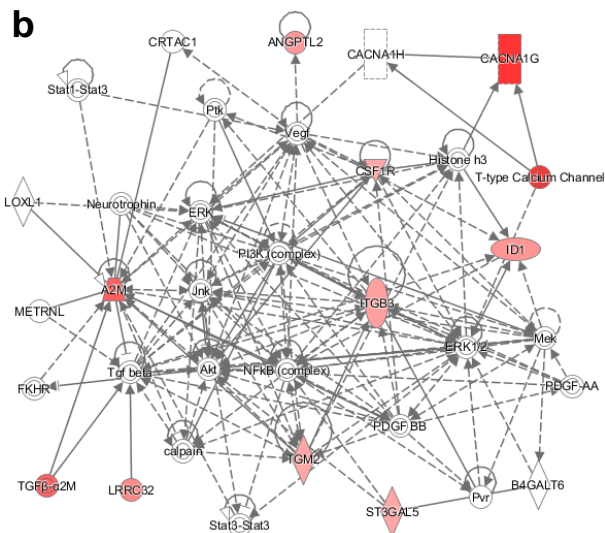 b
CRTAC1
ANGPTL2
CACNA1H
CACNA1G
Stat1-Stat3
Ptk
Vegf
CSF1R
Histone h3
T-type Calcium Channel
LOXL1
Neurotrophin
ERK
PI3K (complex)
ID1
A2M
Jnk
ITGB3
METRNL
ERK1/2
Mek
Tgf beta
Akt
NFkB (complex)
FKHR
PDGF-AA
PDGF BB
calpain
TGM2
TGFβ-α2M
LRRC32
B4GALT6
Pvr
ST3GAL5
Stat3-Stat3